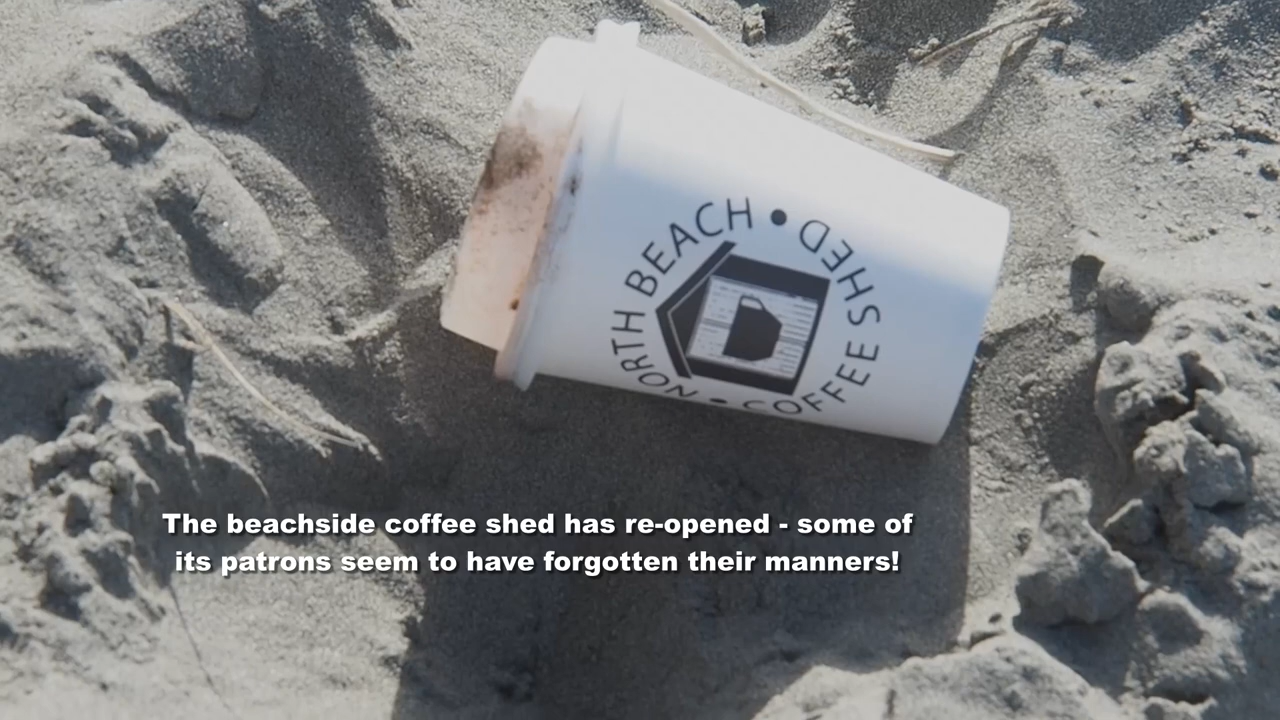 NORTH BEACH • COFFEE SHED •
The beachside coffee shed has re-opened - some of
its patrons seem to have forgotten their manners!